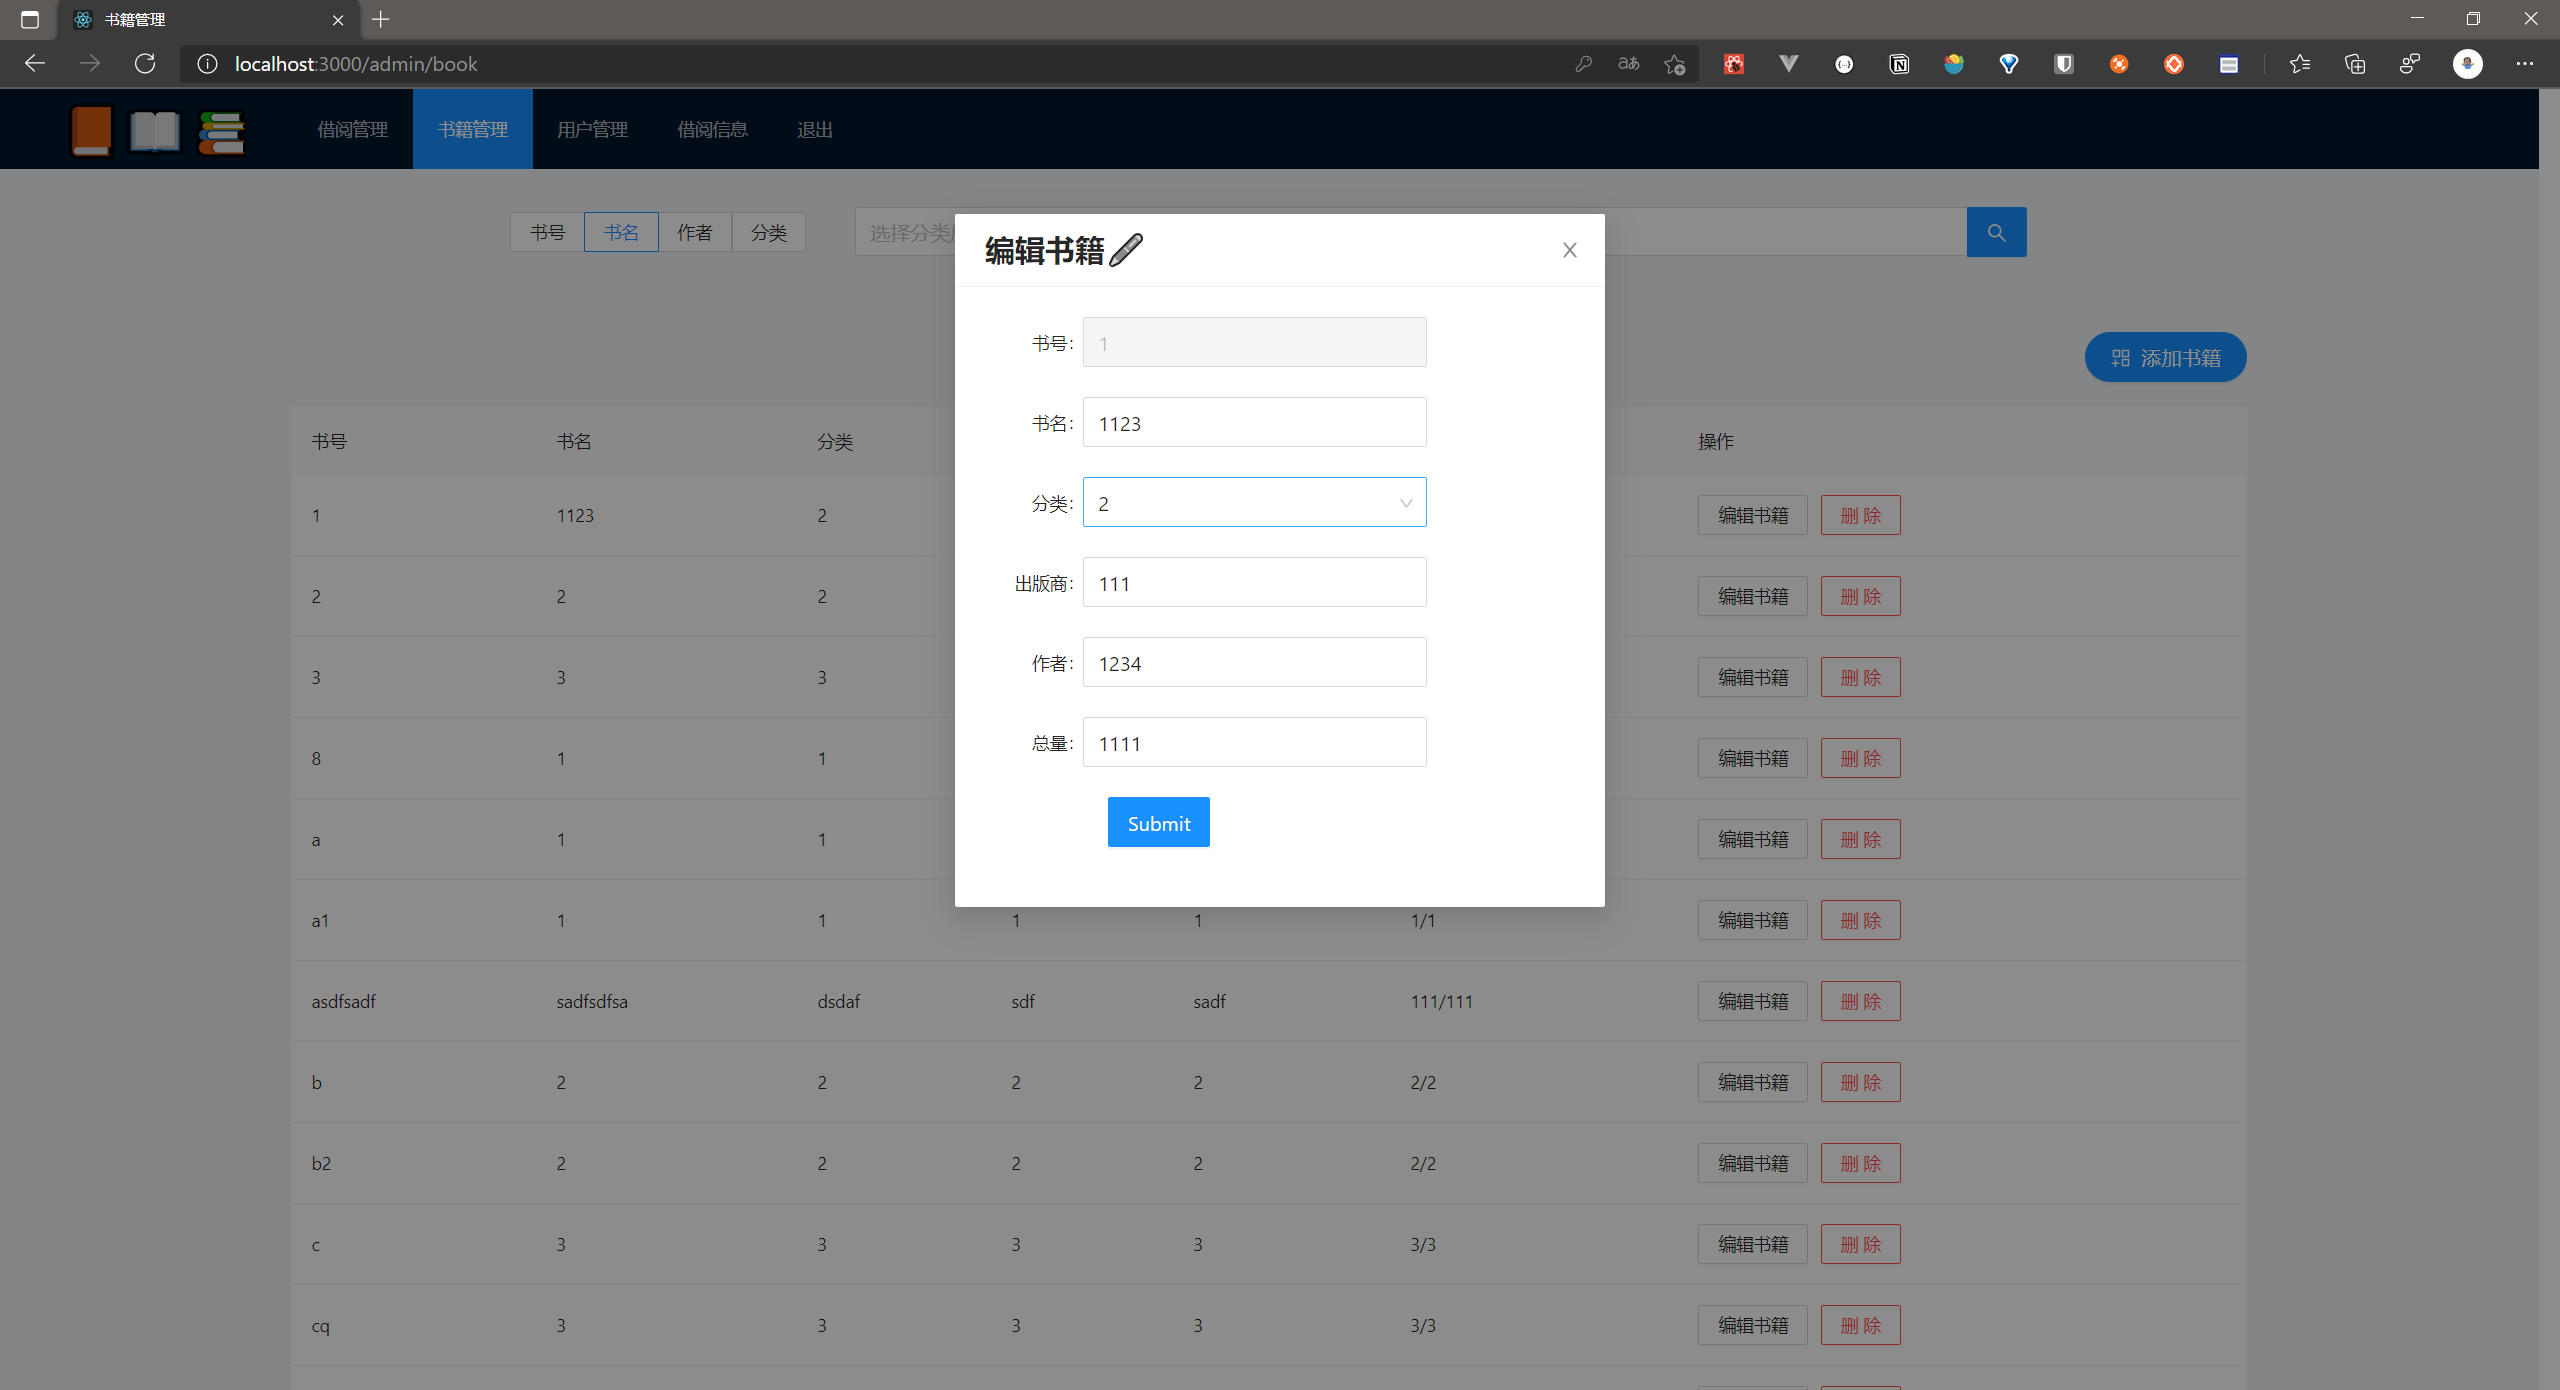 书籍管理
localhost:3000/admin/book
借阅管理 书籍管理 用户管理 借阅信息 退出
书号 书名 作者 分类 选择分类
编辑书籍
书号: 1
书名: 1123
分类: 2
出版商: 111
作者: 1234
总量: 1111
Submit
添加书籍
书号 书名 分类 操作
1 1123 2 编辑书籍 删 除
2 2 2 编辑书籍 删 除
3 3 3 编辑书籍 删 除
8 1 1 编辑书籍 删 除
a 1 1 编辑书籍 删 除
a1 1 1 1 1 1/1 编辑书籍 删 除
asdfsadf sadfsdfsa dsdaf sdf sadf 111/111 编辑书籍 删 除
b 2 2 2 2 2/2 编辑书籍 删 除
b2 2 2 2 2 2/2 编辑书籍 删 除
c 3 3 3 3 3/3 编辑书籍 删 除
cq 3 3 3 3 3/3 编辑书籍 删 除